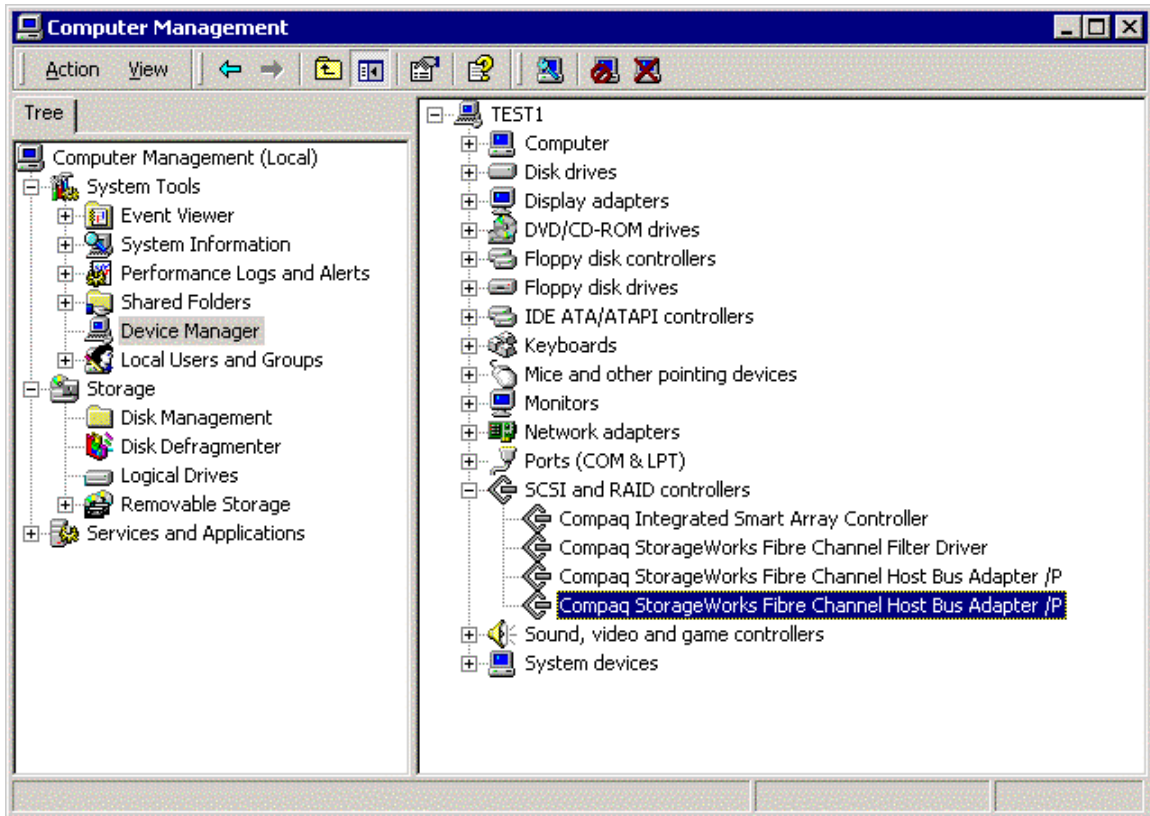 Computer Management
Action View
Tree
Computer Management (Local)
System Tools
Event Viewer
System Information
Performance Logs and Alerts
Shared Folders
Device Manager
Local Users and Groups
Storage
Disk Management
Disk Defragmenter
Logical Drives
Removable Storage
Services and Applications
TEST1
Computer
Disk drives
Display adapters
DVD/CD-ROM drives
Floppy disk controllers
Floppy disk drives
IDE ATA/ATAPI controllers
Keyboards
Mice and other pointing devices
Monitors
Network adapters
Ports (COM & LPT)
SCSI and RAID controllers
Compaq Integrated Smart Array Controller
Compaq StorageWorks Fibre Channel Filter Driver
Compaq StorageWorks Fibre Channel Host Bus Adapter /P
Compaq StorageWorks Fibre Channel Host Bus Adapter /P
Sound, video and game controllers
System devices